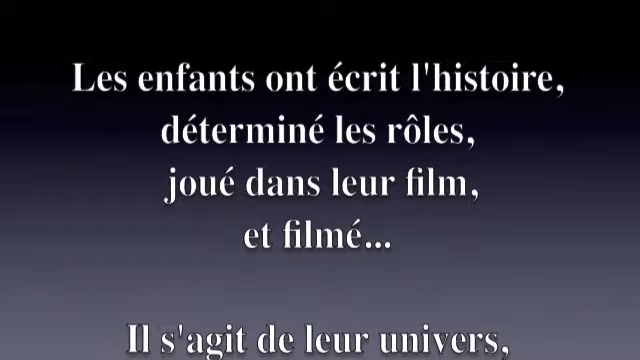 Les enfants ont écrit l'histoire,
déterminé les rôles,
joué dans leur film,
et filmé...
Il s'agit de leur univers,